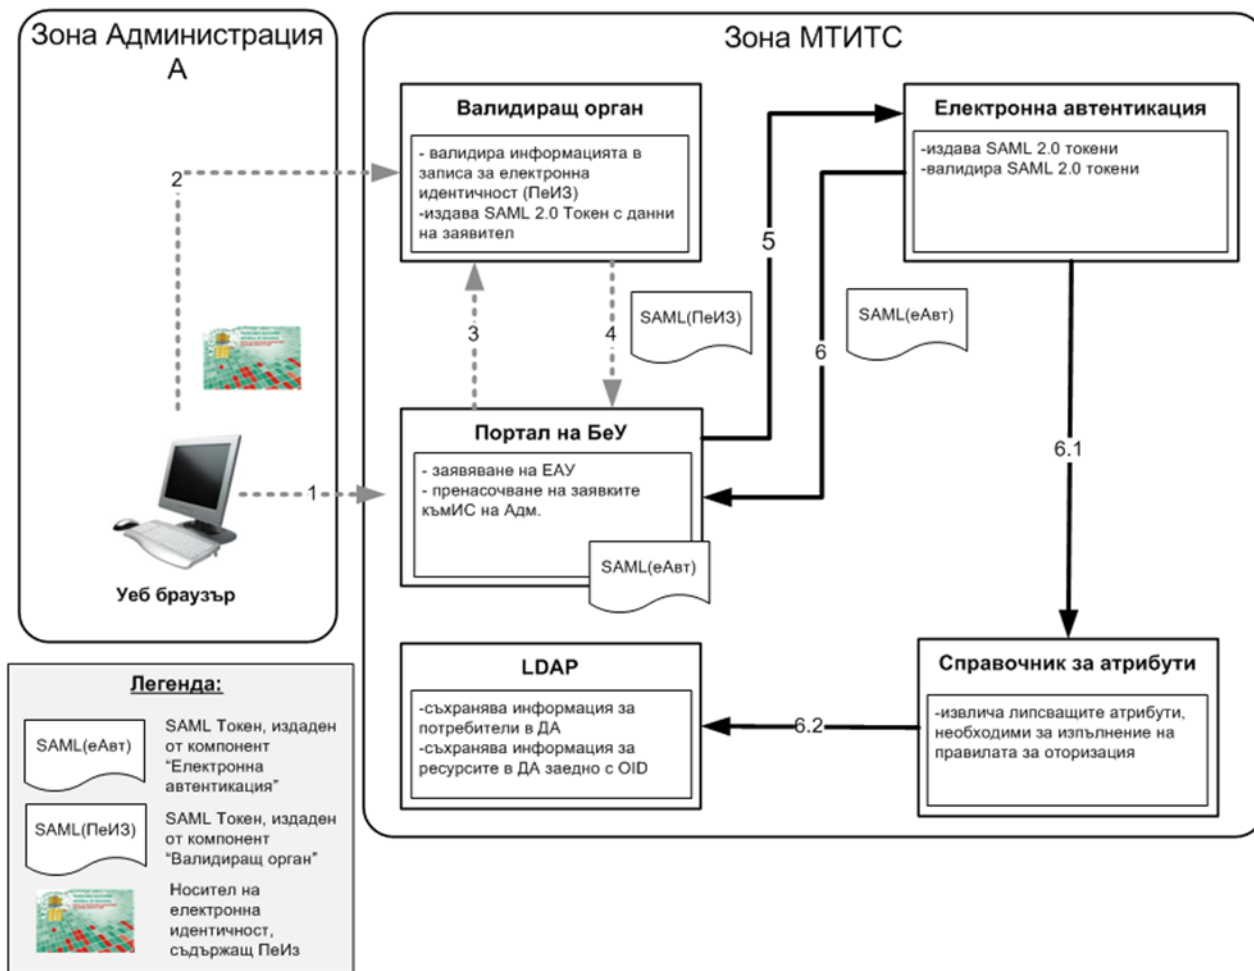 Зона Администрация
А
Зона МТИТС
Валидиращ орган
- валидира информацията в
записа за електронна
идентичност (ПеИЗ)
-издава SAML 2.0 Токен с данни
на заявител
Електронна автентикация
-издава SAML 2.0 токени
-валидира SAML 2.0 токени
2
5
SAML(ПеИЗ)
SAML(еАвт)
3
4
6
Портал на БеУ
- заявяване на ЕАУ
- пренасочване на заявките
къмИС на Адм.
SAML(еАвт)
6.1
1
Уеб браузър
LDAP
-съхранява информация за
потребители в ДА
-съхранява информация за
ресурсите в ДА заедно с OID
6.2
Справочник за атрибути
-извлича липсващите атрибути,
необходими за изпълнение на
правилата за оторизация
Легенда:
SAML(еАвт)
SAML Токен, издаден
от компонент
"Електронна
автентикация"
SAML(ПеИЗ)
SAML Токен, издаден
от компонент
"Валидиращ орган"
Носител на
електронна
идентичност,
съдържащ ПеИз